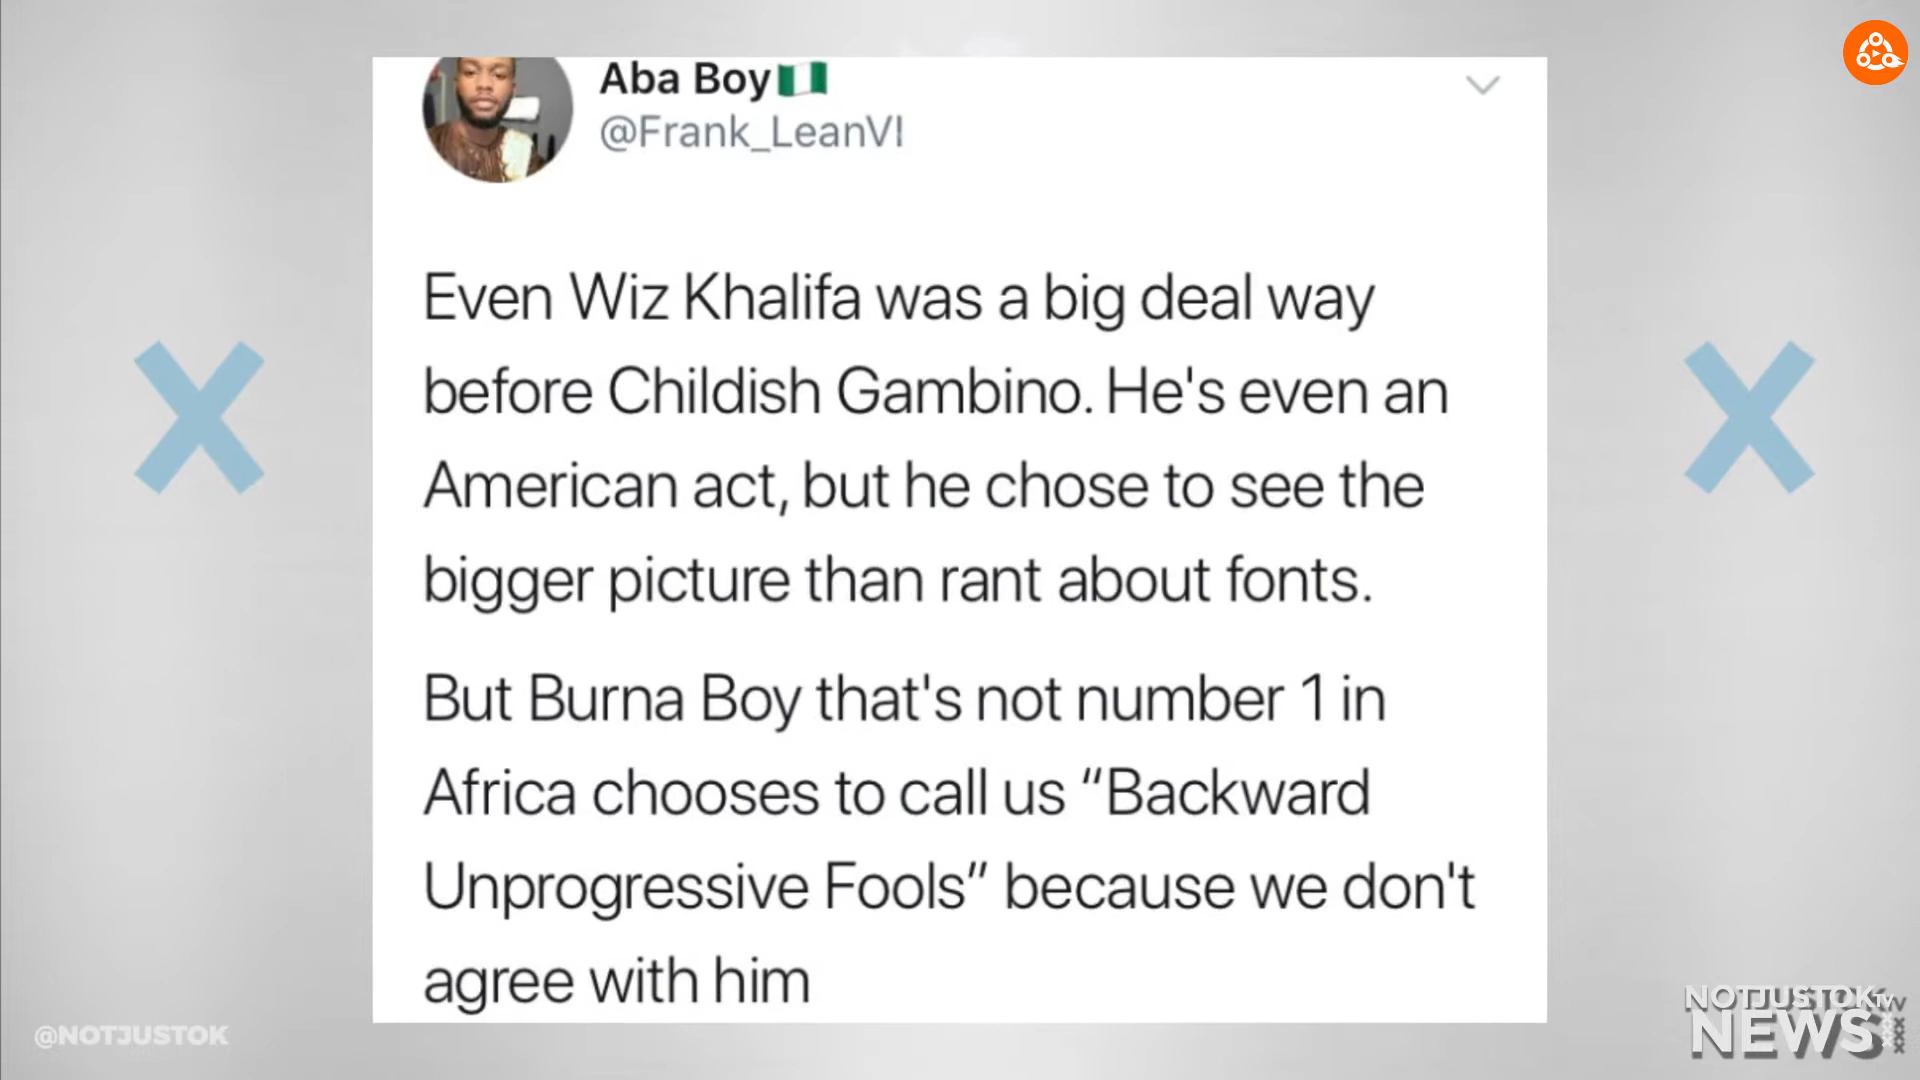 Aba Boy
@Frank_LeanVI
Even Wiz Khalifa was a big deal way
before Childish Gambino. He's even an
American act, but he chose to see the
bigger picture than rant about fonts.
But Burna Boy that's not number 1 in
Africa chooses to call us “Backward
Unprogressive Fools” because we don't
agree with him
@NOTJUSTOK
NOTJUSTOK TV
NEWS